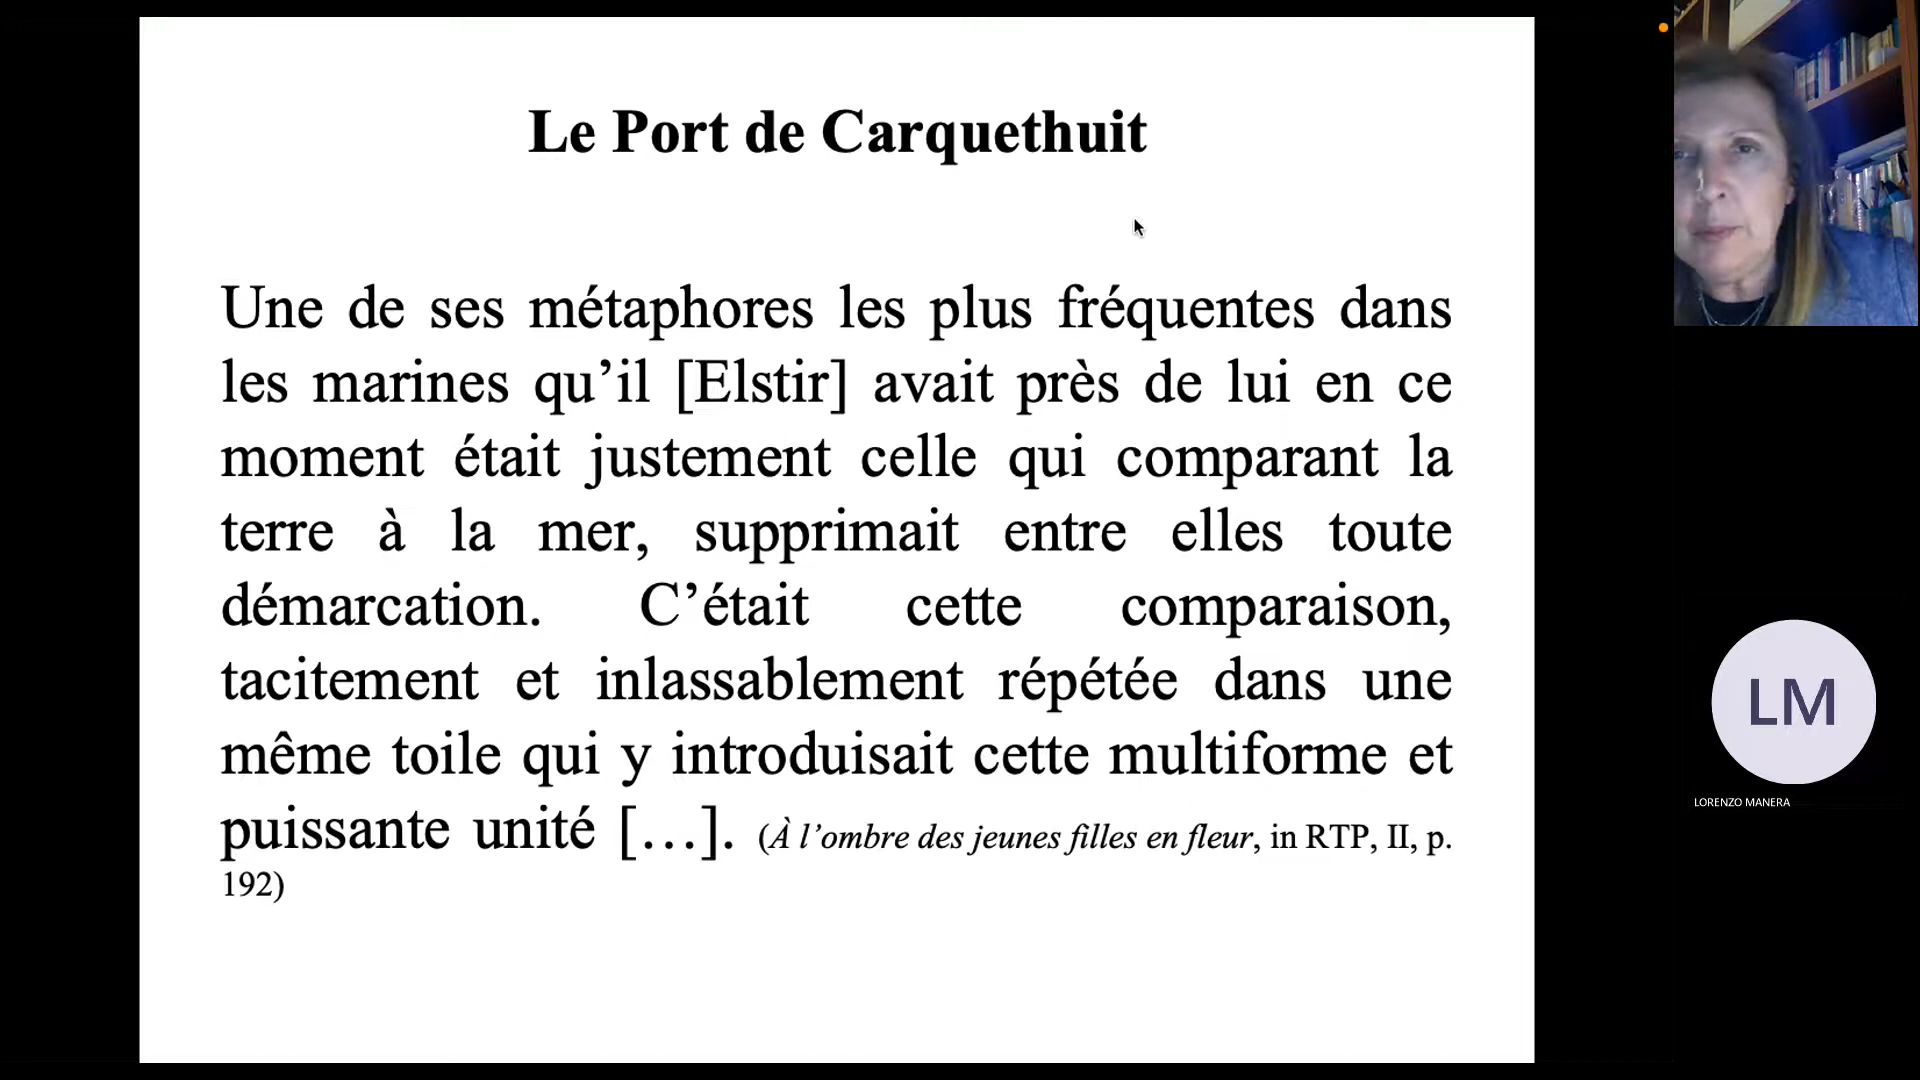 Le Port de Carquethuit
Une de ses métaphores les plus fréquentes dans
les marines qu’il [Elstir] avait près de lui en ce
moment était justement celle qui comparant la
terre à la mer, supprimait entre elles toute
démarcation. C’était cette comparaison,
tacitement et inlassablement répétée dans une
même toile qui y introduisait cette multiforme et
puissante unité […]. (À l’ombre des jeunes filles en fleur, in RTP, II, p.
192)
LM
LORENZO MANERA